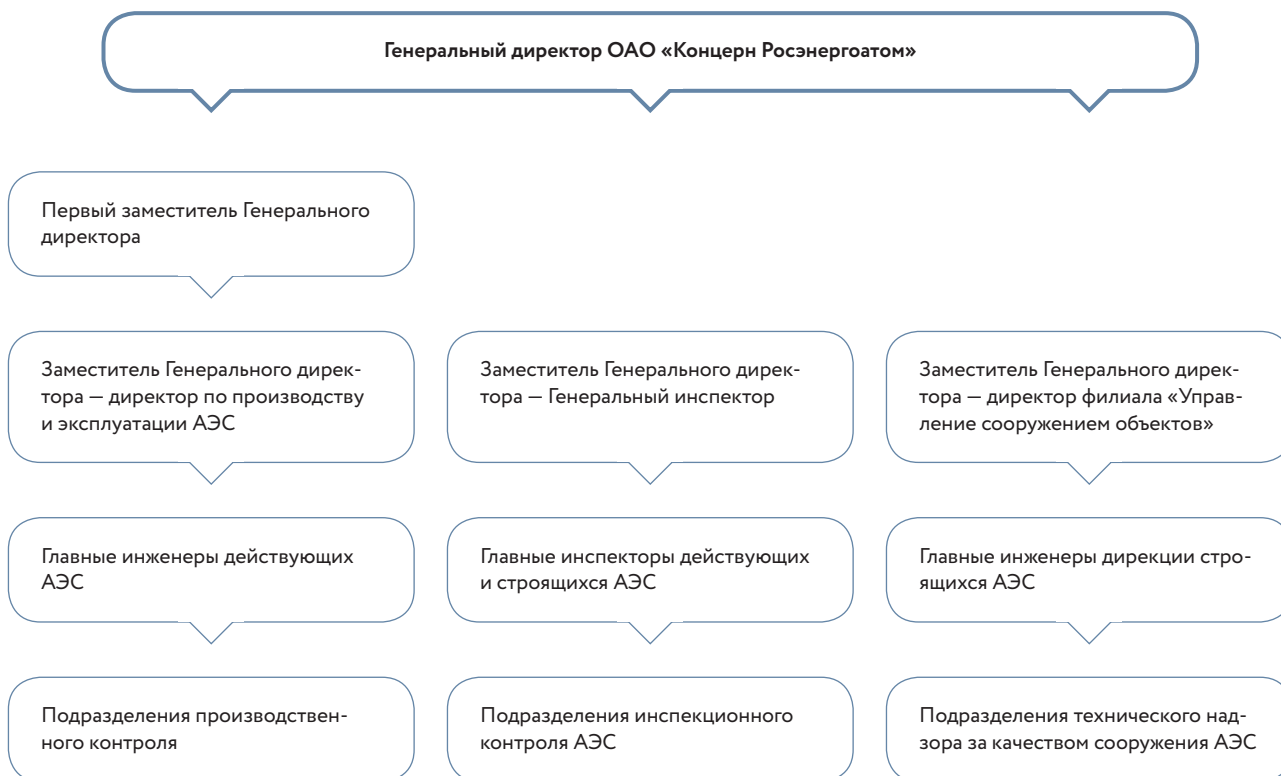 Генеральный директор ОАО «Концерн Росэнергоатом»
Первый заместитель Генерального
директора
Заместитель Генерального дирек-
тора — директор по производству
и эксплуатации АЭС
Заместитель Генерального дирек-
тора — Генеральный инспектор
Заместитель Генерального дирек-
тора — директор филиала «Управ-
ление сооружением объектов»
Главные инженеры действующих
АЭС
Главные инспекторы действующих
и строящихся АЭС
Главные инженеры дирекции стро-
ящихся АЭС
Подразделения производствен-
ного контроля
Подразделения инспекционного
контроля АЭС
Подразделения технического над-
зора за качеством сооружения АЭС